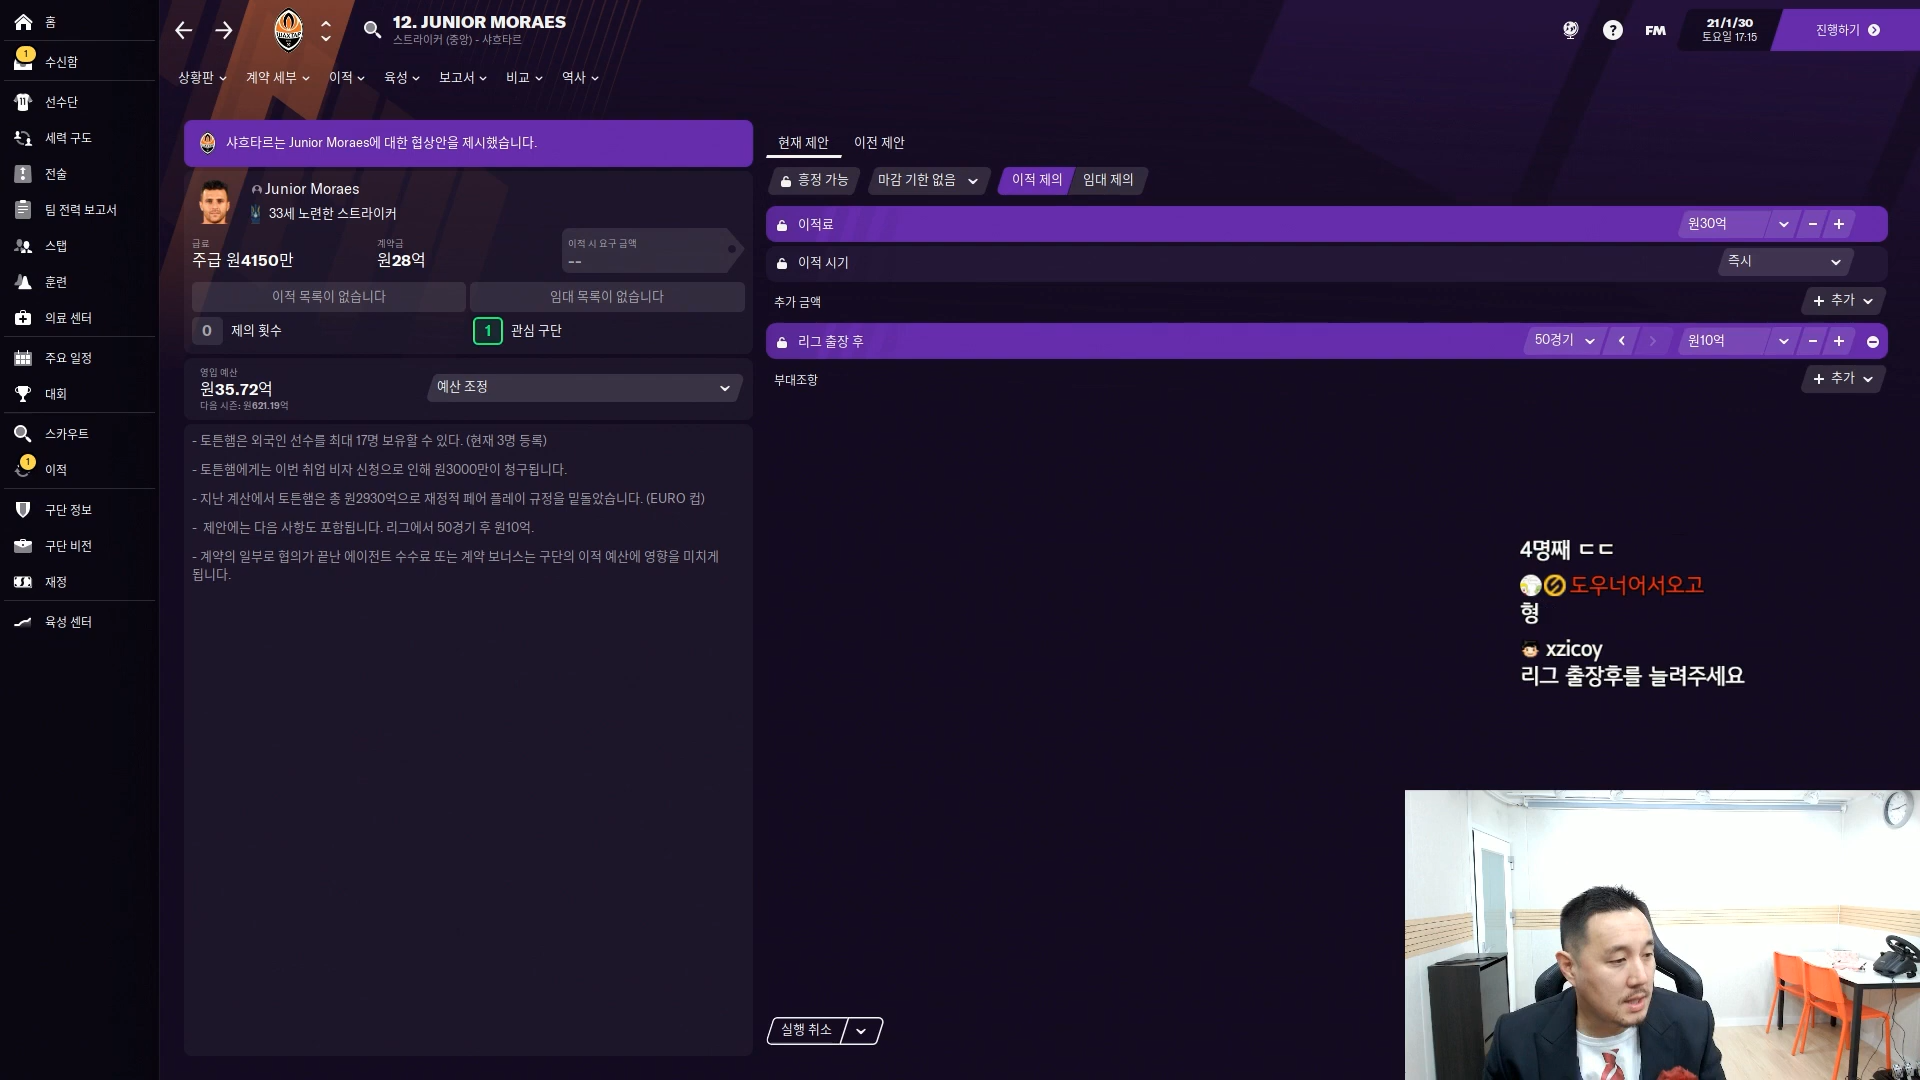 홈
1
수신함
선수단
세력 구도
전술
팀 전력 보고서
스탭
훈련
의료 센터
주요 일정
대회
스카우트
1
이적
구단 정보
구단 비전
재정
육성 센터
12. JUNIOR MORAES
스트라이커 (중앙) - 샤흐타르
FM
21/1/30
토요일 17:15
진행하기
상황판
계약 세부
이적
육성
보고서
비교
역사
샤흐타르는 Junior Moraes에 대한 협상안을 제시했습니다.
Junior Moraes
33세 노련한 스트라이커
급료
주급 원4150만
계약금
원28억
이적 시 요구 금액
--
이적 목록이 없습니다
임대 목록이 없습니다
0 제의 횟수
1 관심 구단
영입 예산
원35.72억
다음 시즌: 원621.19억
예산 조정
- 토튼햄은 외국인 선수를 최대 17명 보유할 수 있다. (현재 3명 등록)
- 토튼햄에게는 이번 취업 비자 신청으로 인해 원3000만이 청구됩니다.
- 지난 계산에서 토튼햄은 총 원2930억으로 재정적 페어 플레이 규정을 밑돌았습니다. (EURO 컵)
- 제안에는 다음 사항도 포함됩니다. 리그에서 50경기 후 원10억.
- 계약의 일부로 협의가 끝난 에이전트 수수료 또는 계약 보너스는 구단의 이적 예산에 영향을 미치게
됩니다.
현재 제안
이전 제안
흥정 가능
마감 기한 없음
이적 제의
임대 제의
이적료
원30억
이적 시기
즉시
추가 금액
추가
리그 출장 후
50경기
원10억
부대조항
추가
실행 취소
4명째 ㄷㄷ
도우너어서오고
형
xzicoy
리그 출장후를 늘려주세요